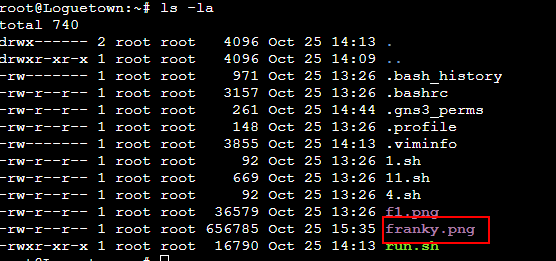 root@Loguetown:~# ls -la
total 740
drwx------ 2 root root 4096 Oct 25 14:13 .
drwxr-xr-x 1 root root 4096 Oct 25 14:09 ..
-rw------- 1 root root 971 Oct 25 13:26 .bash_history
-rw-r--r-- 1 root root 3157 Oct 25 13:26 .bashrc
-rw-r--r-- 1 root root 261 Oct 25 14:44 .gns3_perms
-rw-r--r-- 1 root root 148 Oct 25 13:26 .profile
-rw------- 1 root root 3855 Oct 25 14:13 .viminfo
-rw-r--r-- 1 root root 92 Oct 25 13:26 1.sh
-rw-r--r-- 1 root root 669 Oct 25 13:26 11.sh
-rw-r--r-- 1 root root 92 Oct 25 13:26 4.sh
-rw-r--r-- 1 root root 36579 Oct 25 13:26 f1.png
-rw-r--r-- 1 root root 656785 Oct 25 15:35 franky.png
-rwxr-xr-x 1 root root 16790 Oct 25 14:13 run.sh